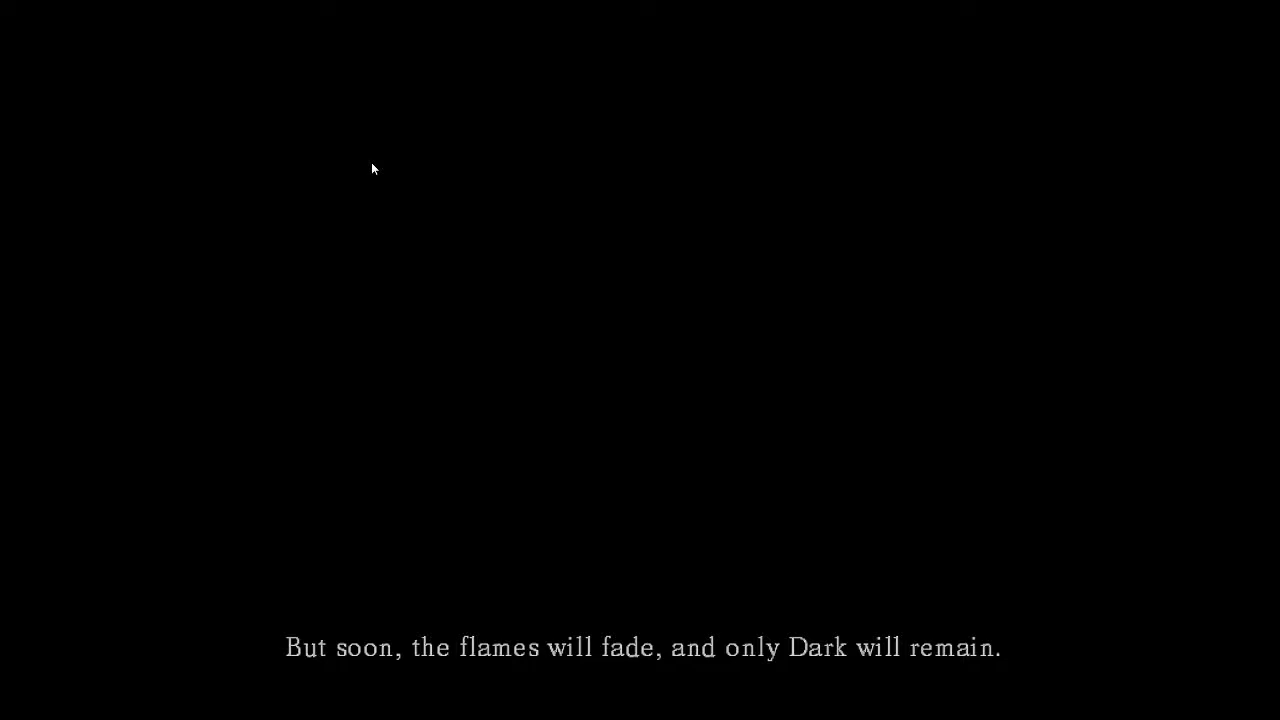 But soon, the flames will fade, and only Dark will remain.